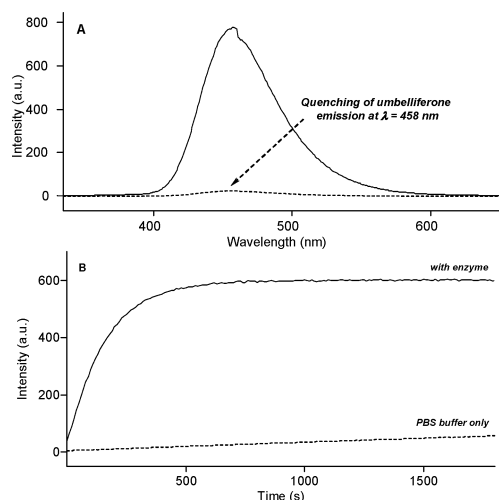 A
800
600
400
200
0
Intensity (a.u.)
Quenching of umbelliferone
emission at λ = 458 nm
400
500
600
Wavelength (nm)
B
600
400
200
0
Intensity (a.u.)
with enzyme
PBS buffer only
500
1000
1500
Time (s)